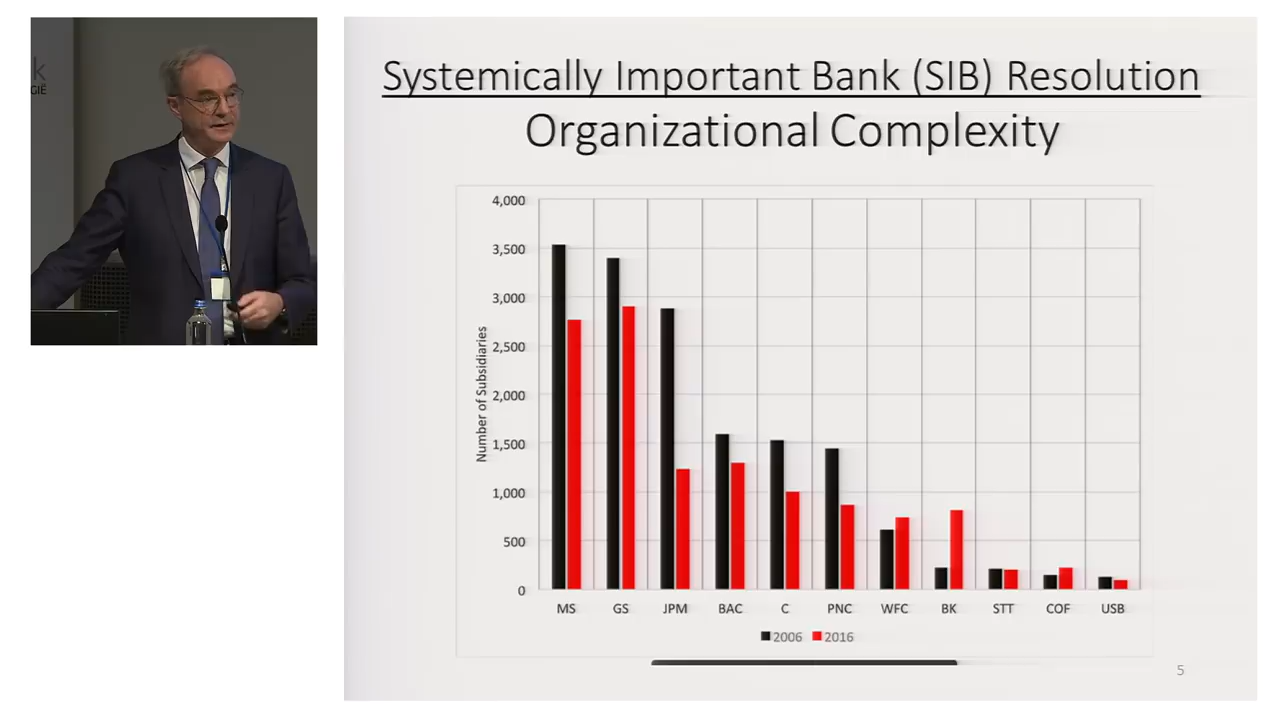 k
GIË
Systemically Important Bank (SIB) Resolution
Organizational Complexity
4,000
3,500
3,000
2,500
2,000
1,500
1,000
500
0
Number of Subsidiaries
MS GS JPM BAC C PNC WFC BK STT COF USB
2006 2016
5